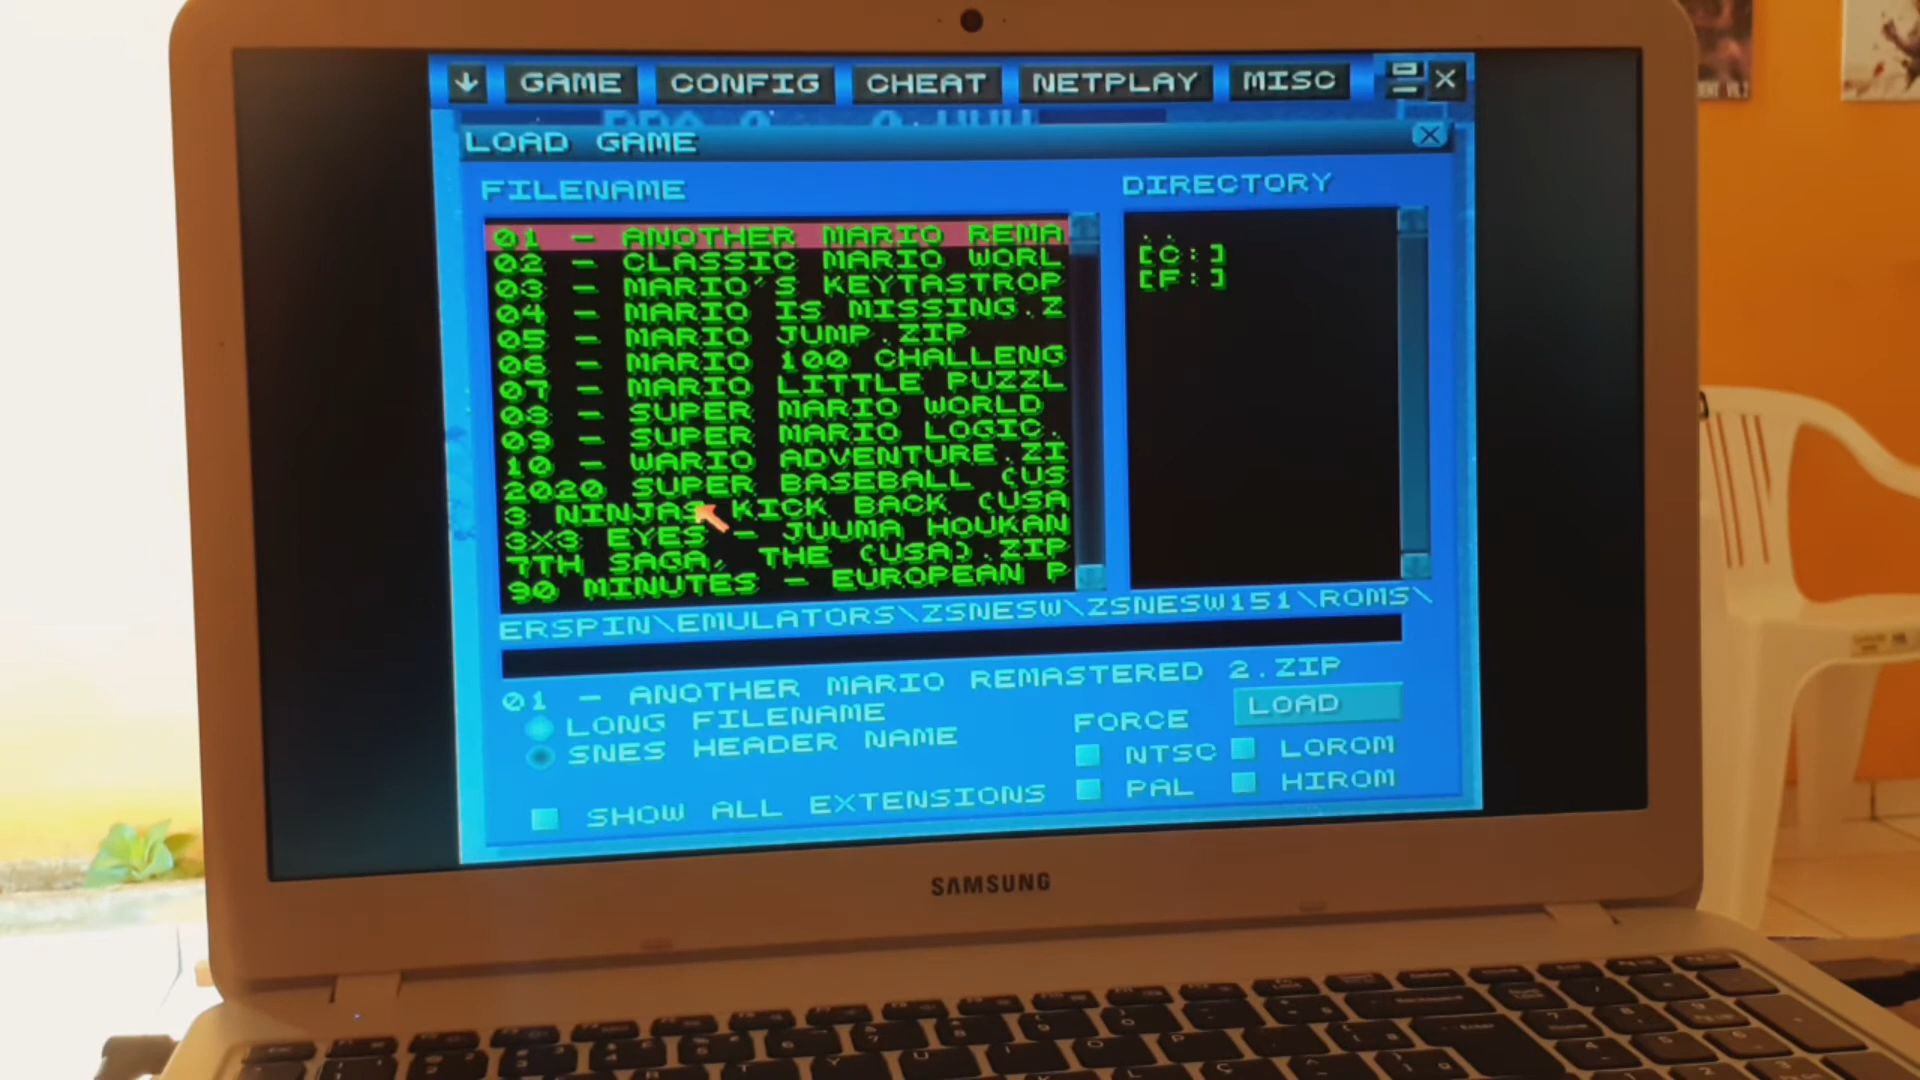 GAME CONFIG CHEAT NETPLAY MISC
LOAD GAME
FILENAME DIRECTORY
01 - ANOTHER MARIO REMA
02 - CLASSIC MARIO WORL
03 - MARIO'S KEYTASTROP
04 - MARIO IS MISSING.Z
05 - MARIO JUMP.ZIP
06 - MARIO 100 CHALLENG
07 - MARIO LITTLE PUZZL
08 - SUPER MARIO WORLD
09 - SUPER MARIO LOGIC.
10 - WARIO ADVENTURE.ZI
2020 SUPER BASEBALL (US
3 NINJAS KICK BACK (USA
3X3 EYES - JUUMA HOUKAN
7TH SAGA, THE (USA).ZIP
90 MINUTES - EUROPEAN P
..
[C:]
[F:]
ERSPIN\EMULATORS\ZSNESW\ZSNESW151\ROMS\
01 - ANOTHER MARIO REMASTERED 2.ZIP
LONG FILENAME
SNES HEADER NAME
SHOW ALL EXTENSIONS
FORCE
LOAD
NTSC LOROM
PAL HIROM
SAMSUNG